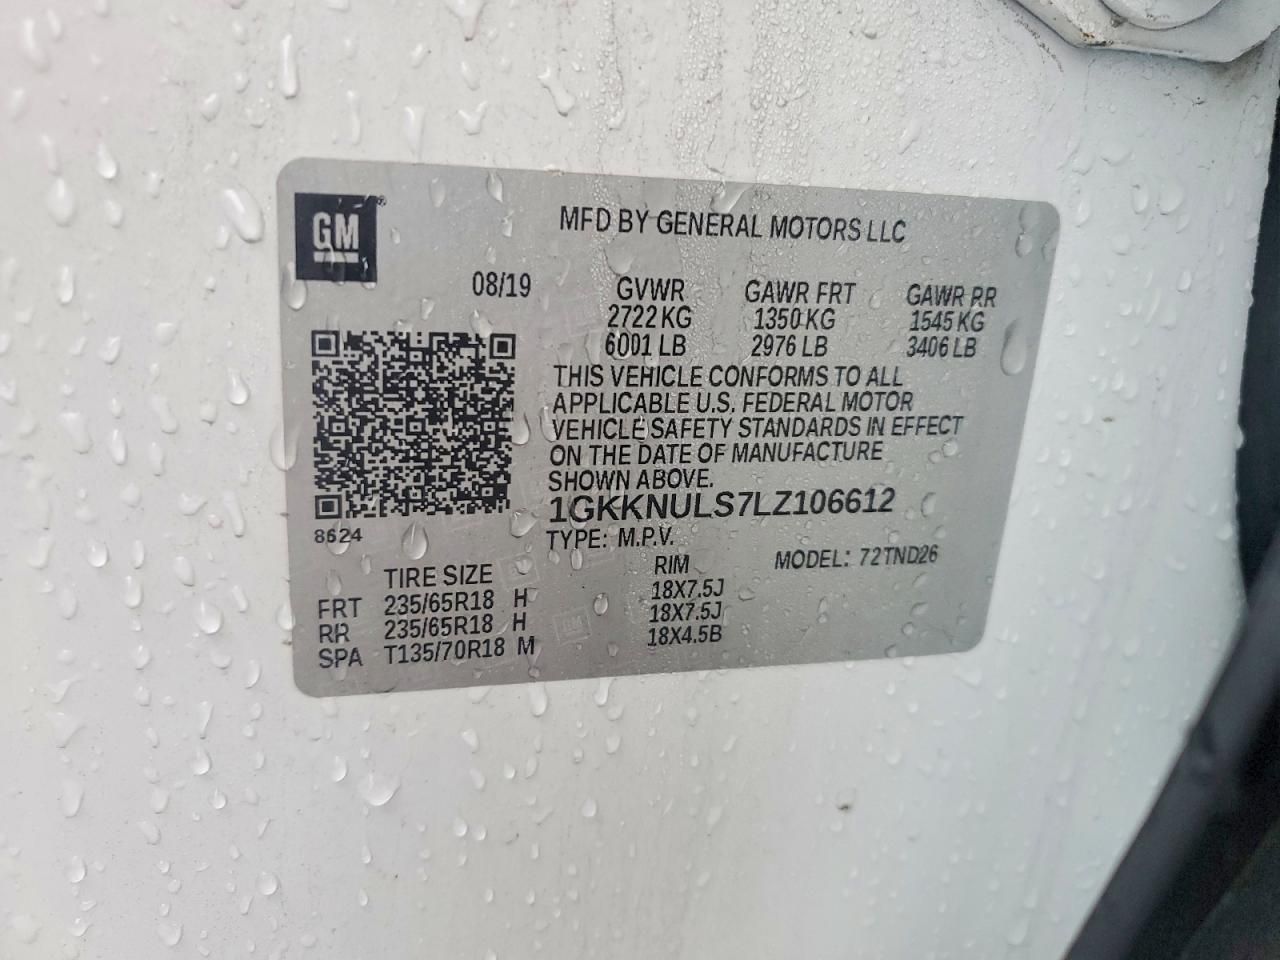 GM®
MFD BY GENERAL MOTORS LLC
08/19 GVWR GAWR FRT GAWR RR
2722 KG 1350 KG 1545 KG
6001 LB 2976 LB 3406 LB
THIS VEHICLE CONFORMS TO ALL
APPLICABLE U.S. FEDERAL MOTOR
VEHICLE SAFETY STANDARDS IN EFFECT
ON THE DATE OF MANUFACTURE
SHOWN ABOVE.
1GKKNULS7LZ106612
8624
TYPE: M.P.V. MODEL: 72TND26
TIRE SIZE RIM
FRT 235/65R18 H 18X7.5J
RR 235/65R18 H 18X7.5J
SPA T135/70R18 M 18X4.5B